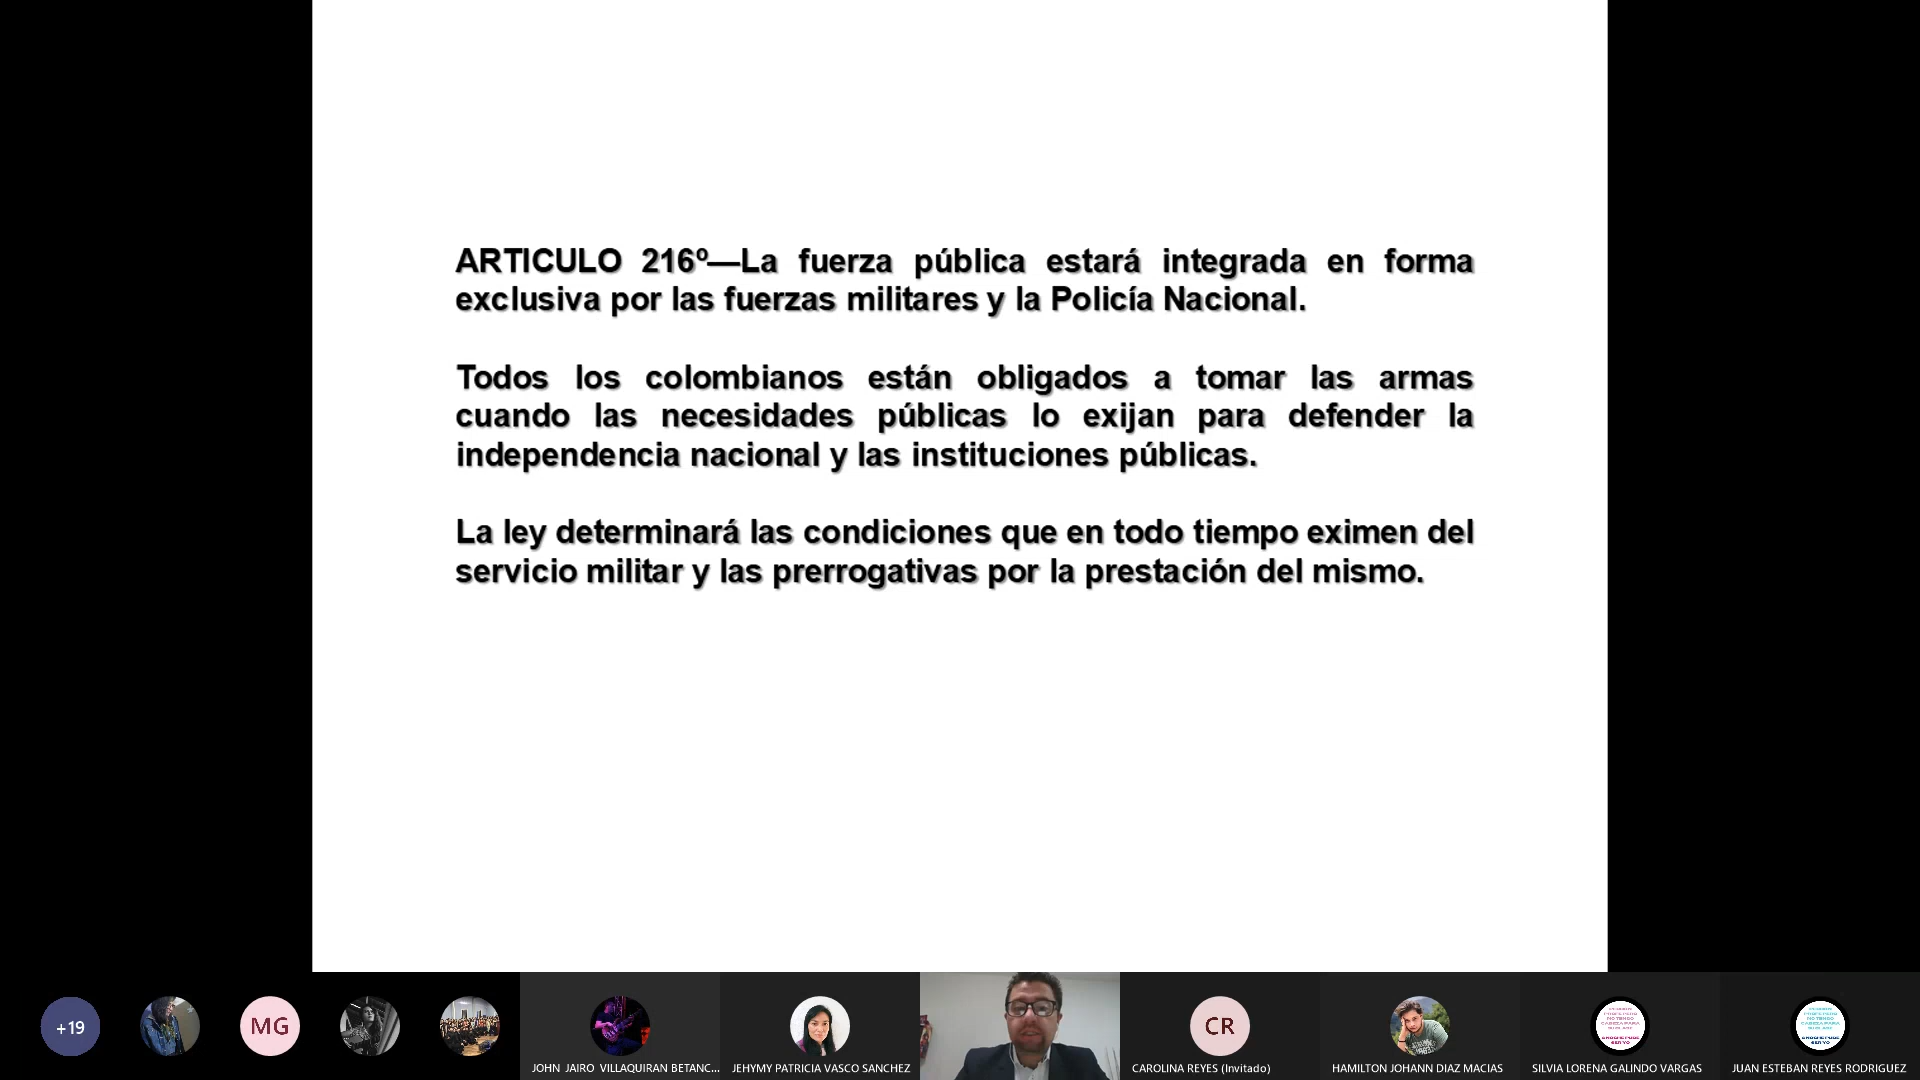 ARTICULO 216º—La fuerza pública estará integrada en forma
exclusiva por las fuerzas militares y la Policía Nacional.
Todos los colombianos están obligados a tomar las armas
cuando las necesidades públicas lo exijan para defender la
independencia nacional y las instituciones públicas.
La ley determinará las condiciones que en todo tiempo eximen del
servicio militar y las prerrogativas por la prestación del mismo.
+19
MG
CR
JOHN JAIRO VILLAQUIRAN BETANC...
JEHYMY PATRICIA VASCO SANCHEZ
CAROLINA REYES (Invitado)
HAMILTON JOHANN DIAZ MACIAS
SILVIA LORENA GALINDO VARGAS
JUAN ESTEBAN REYES RODRIGUEZ